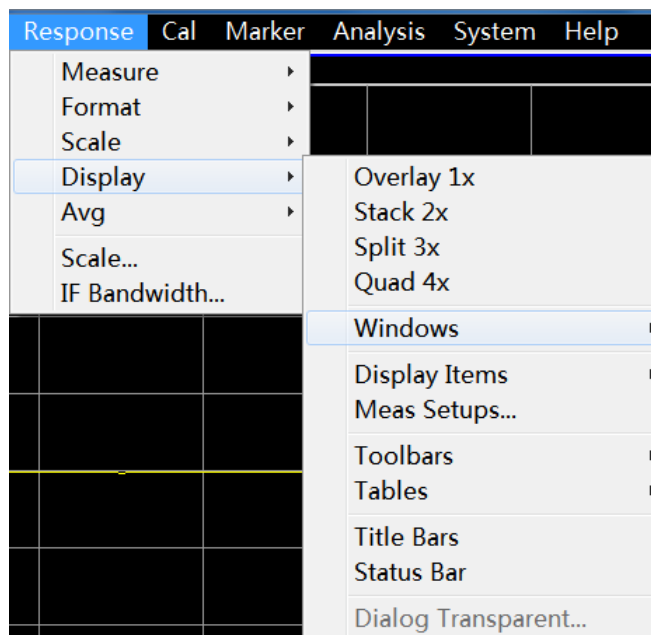 Response Cal Marker Analysis System Help
Measure
Format
Scale
Display
Avg
Scale...
IF Bandwidth...
Overlay 1x
Stack 2x
Split 3x
Quad 4x
Windows
Display Items
Meas Setups...
Toolbars
Tables
Title Bars
Status Bar
Dialog Transparent...